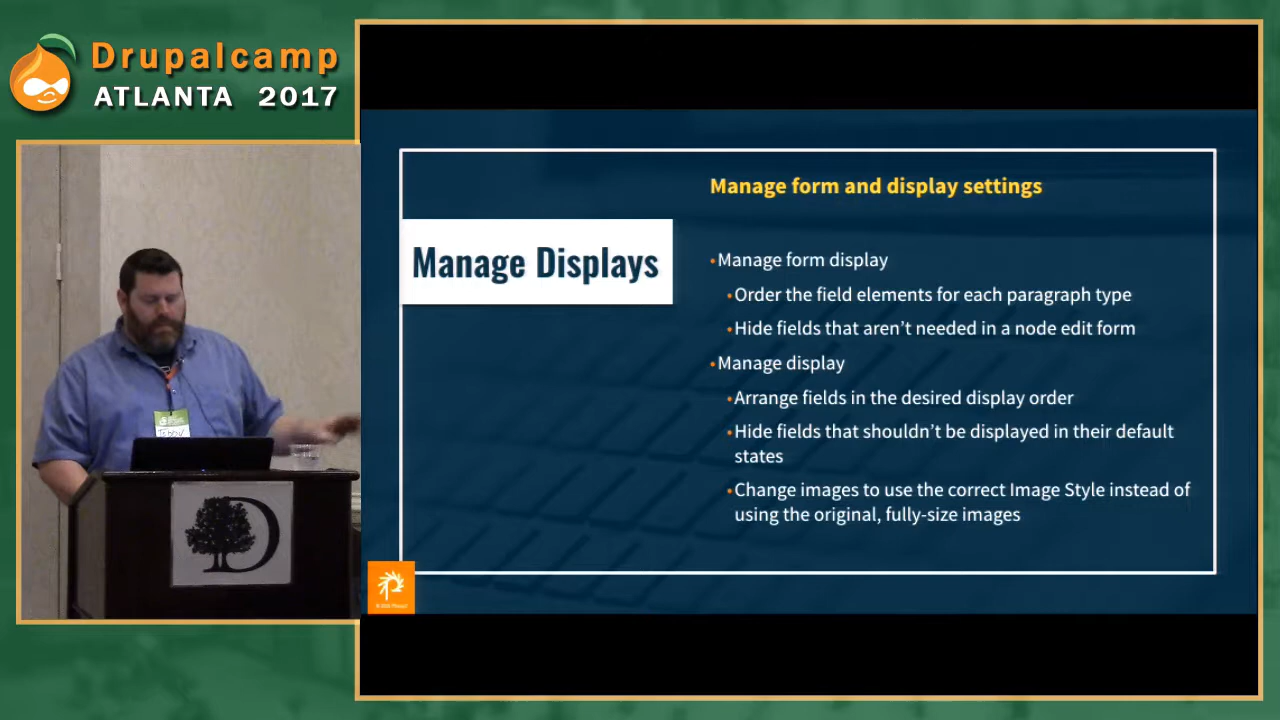 Drupalcamp
ATLANTA 2017
Manage form and display settings
Manage Displays
•Manage form display
•Order the field elements for each paragraph type
•Hide fields that aren't needed in a node edit form
•Manage display
•Arrange fields in the desired display order
•Hide fields that shouldn't be displayed in their default
states
•Change images to use the correct Image Style instead of
using the original, fully-size images
D